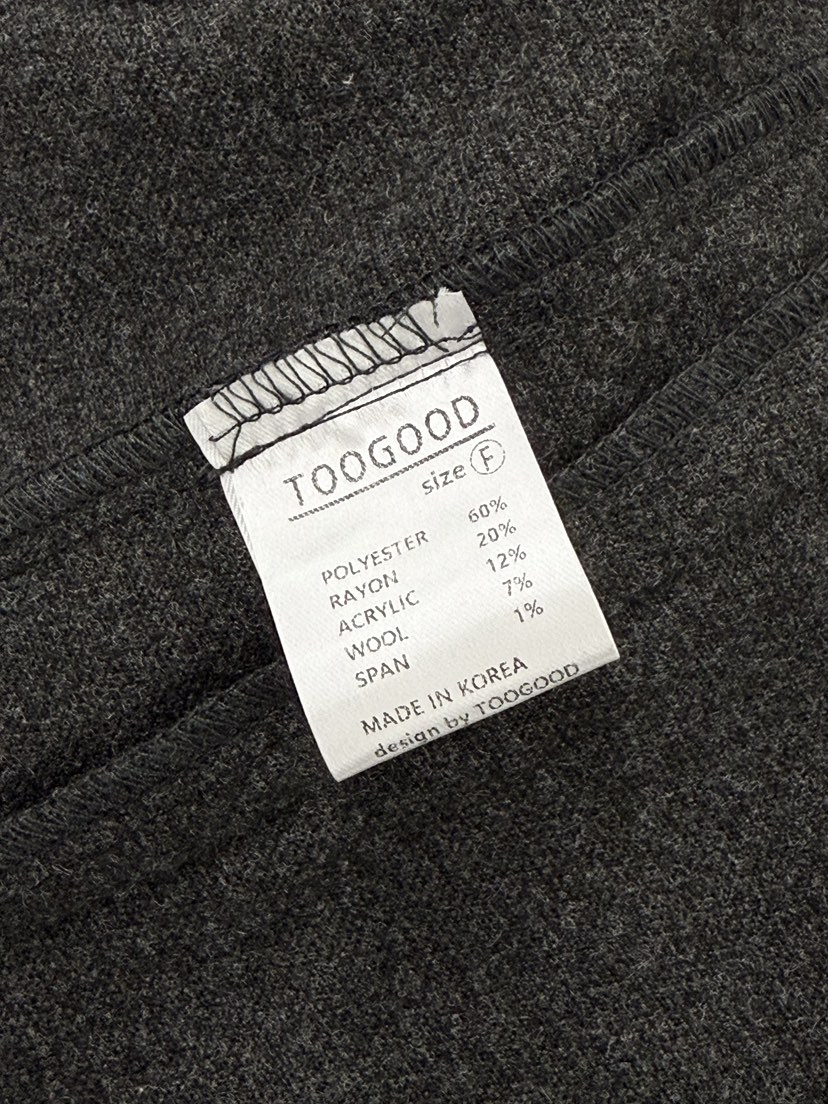 TOOGOOD
size F
POLYESTER 60%
RAYON 20%
ACRYLIC 12%
WOOL 7%
SPAN 1%
MADE IN KOREA
design by TOOGOOD